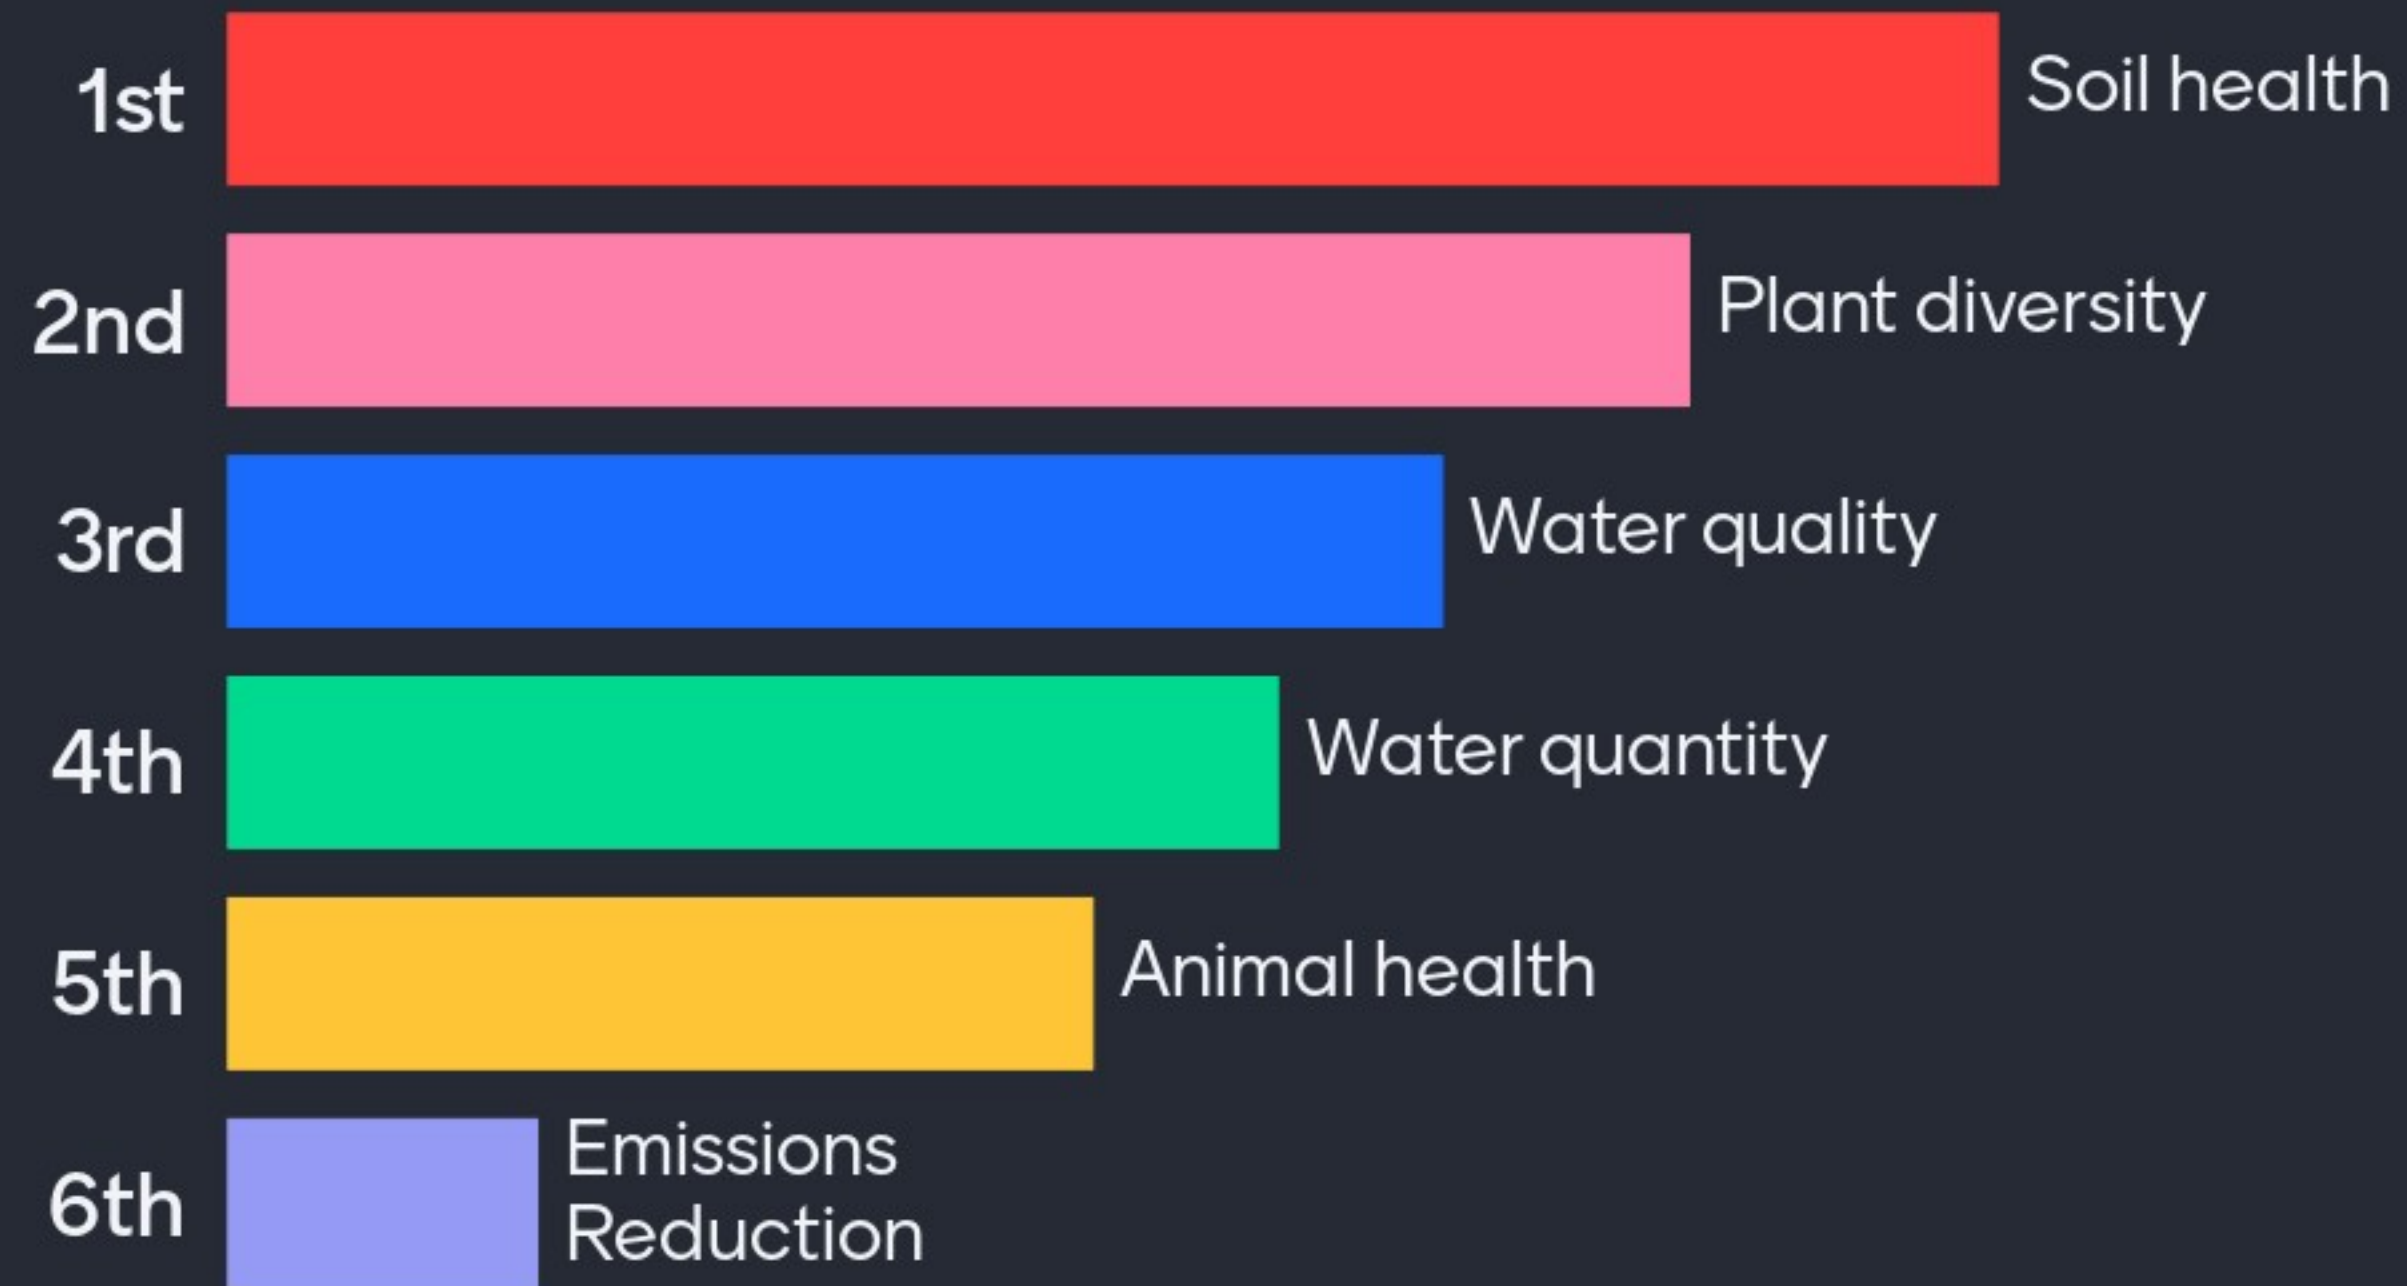 1st
Soil health
2nd
Plant diversity
3rd
Water quality
4th
Water quantity
5th
Animal health
6th
Emissions
Reduction